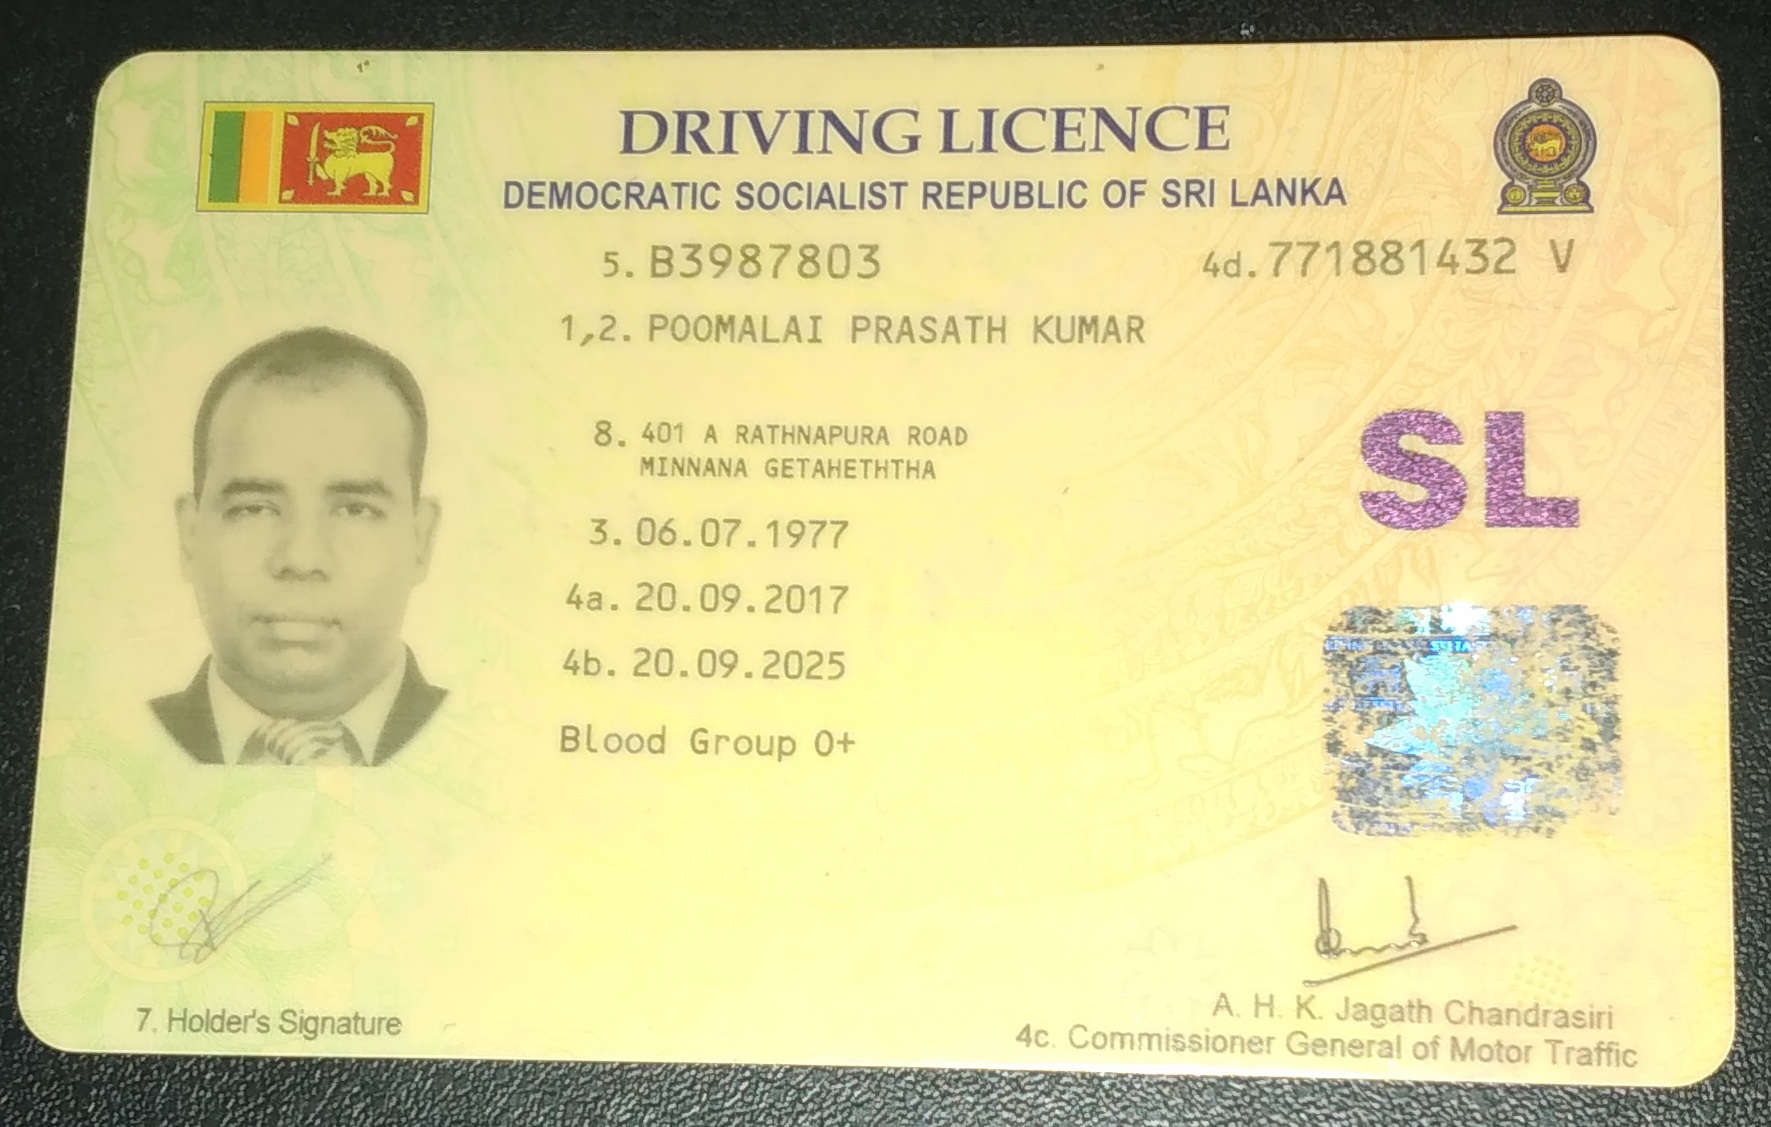 DRIVING LICENCE
DEMOCRATIC SOCIALIST REPUBLIC OF SRI LANKA
5. B3987803
4d. 771881432 V
1,2. POOMALAI PRASATH KUMAR
8. 401 A RATHNAPURA ROAD
MINNANA GETAHETHTHA
SL
3. 06.07.1977
4a. 20.09.2017
4b. 20.09.2025
Blood Group O+
7. Holder's Signature
A. H. K. Jagath Chandrasiri
4c. Commissioner General of Motor Traffic